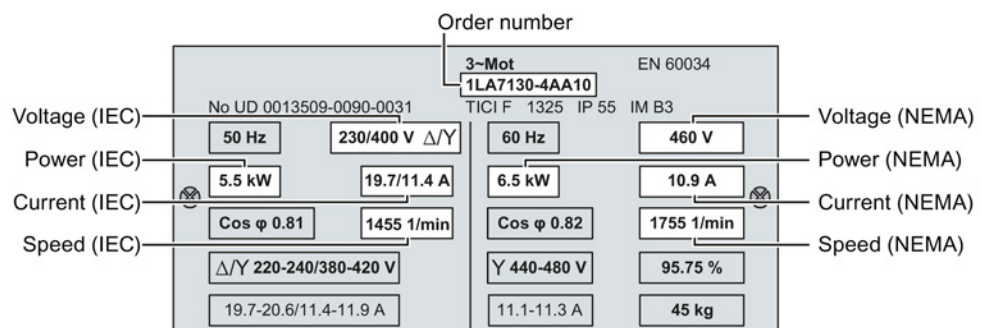 Order number
3~Mot EN 60034
1LA7130-4AA10
No UD 0013509-0090-0031 TICI F 1325 IP 55 IM B3
Voltage (IEC) 50 Hz 230/400 V Δ/Y 60 Hz 460 V Voltage (NEMA)
Power (IEC) 5.5 kW 19.7/11.4 A 6.5 kW 10.9 A Power (NEMA)
Current (IEC) Cos φ 0.81 1455 1/min Cos φ 0.82 1755 1/min Current (NEMA)
Speed (IEC) Speed (NEMA)
Δ/Y 220-240/380-420 V Y 440-480 V 95.75 %
19.7-20.6/11.4-11.9 A 11.1-11.3 A 45 kg